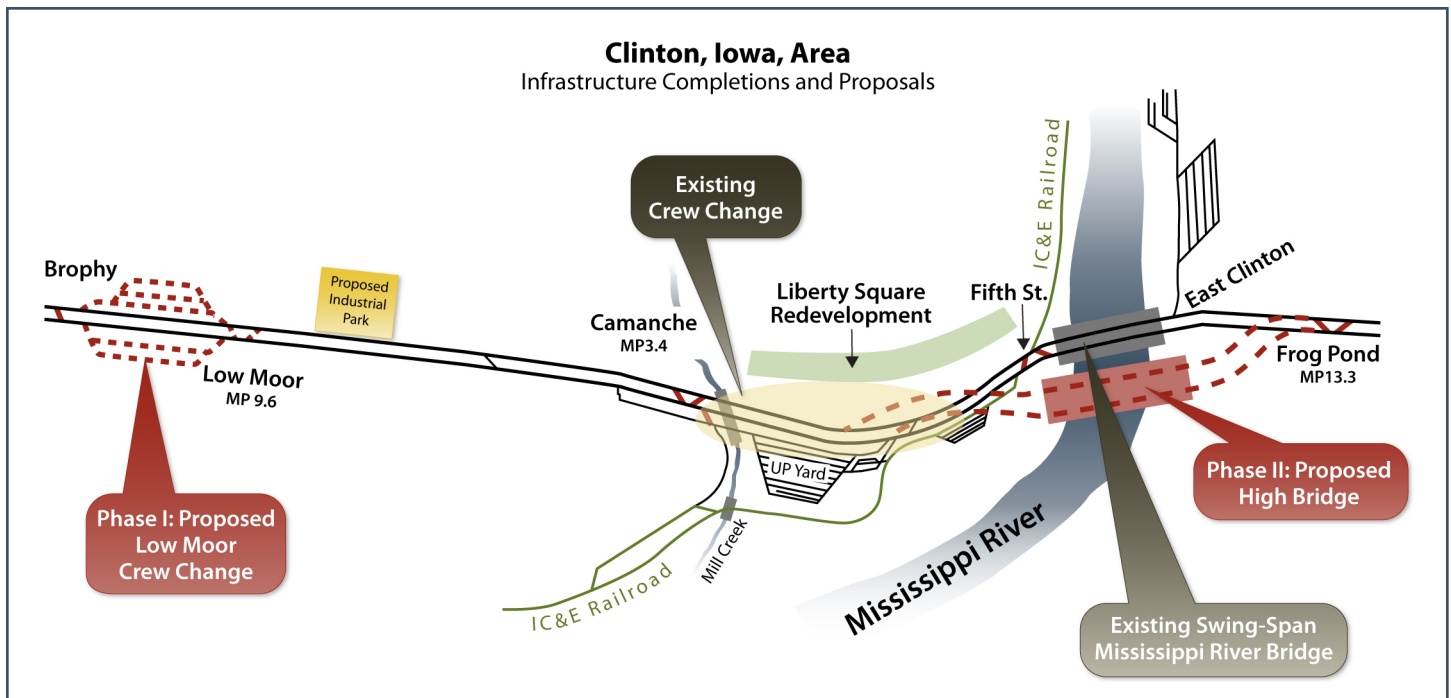 Clinton, Iowa, Area
Infrastructure Completions and Proposals
Existing
Crew Change
IC&E Railroad
Brophy
Proposed
Industrial
Park
Camanche
MP3.4
Liberty Square
Redevelopment
Fifth St.
East Clinton
Low Moor
MP 9.6
Frog Pond
MP13.3
UP Yard
Phase I: Proposed
Low Moor
Crew Change
Phase II: Proposed
High Bridge
Mill Creek
IC&E Railroad
Mississippi River
Existing Swing-Span
Mississippi River Bridge